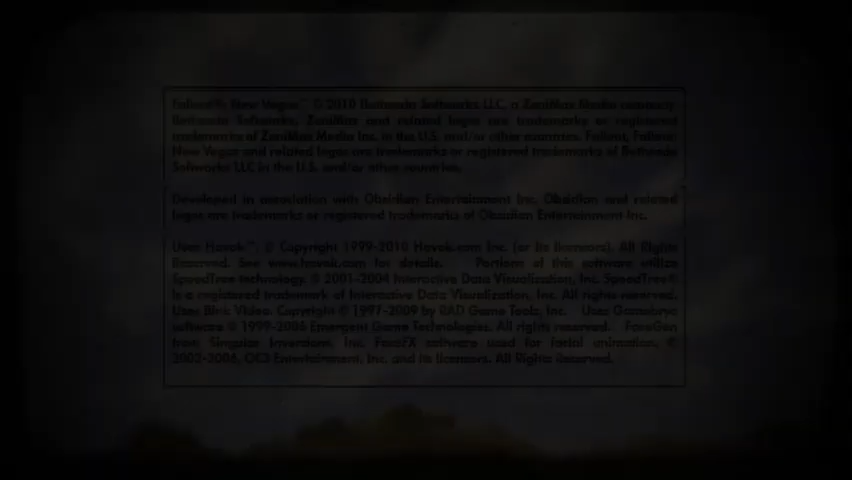 Fallout® New Vegas™ © 2010 Bethesda Softworks LLC, a ZeniMax Media company.
Bethesda Softworks, ZeniMax and related logos are trademarks or registered
trademarks of ZeniMax Media Inc. in the U.S. and/or other countries. Fallout, Fallout:
New Vegas and related logos are trademarks or registered trademarks of Bethesda
Softworks LLC in the U.S. and/or other countries.
Developed in association with Obsidian Entertainment Inc. Obsidian and related
logos are trademarks or registered trademarks of Obsidian Entertainment Inc.
Uses Havok™. © Copyright 1999-2010 Havok.com Inc. (or its licensors). All Rights
Reserved. See www.havok.com for details. Portions of this software utilize
SpeedTree technology. © 2001-2004 Interactive Data Visualization, Inc. SpeedTree®
is a registered trademark of Interactive Data Visualization, Inc. All rights reserved.
Uses Bink Video. Copyright © 1997-2009 by RAD Game Tools, Inc. Uses Gamebryo
software © 1999-2006 Emergent Game Technologies. All rights reserved. FaceGen
from Singular Inversions, Inc. FaceFX software used for facial animation. ©
2002-2006, OC3 Entertainment, Inc. and its licensors. All Rights Reserved.